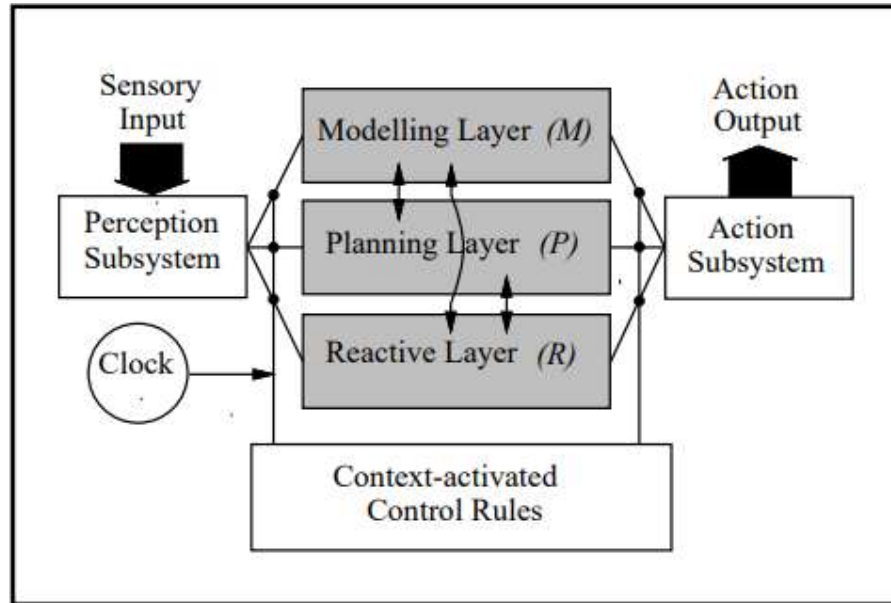 Sensory
Input
Action
Output
Modelling Layer (M)
Perception
Subsystem
Planning Layer (P)
Action
Subsystem
Reactive Layer (R)
Clock
Context-activated
Control Rules